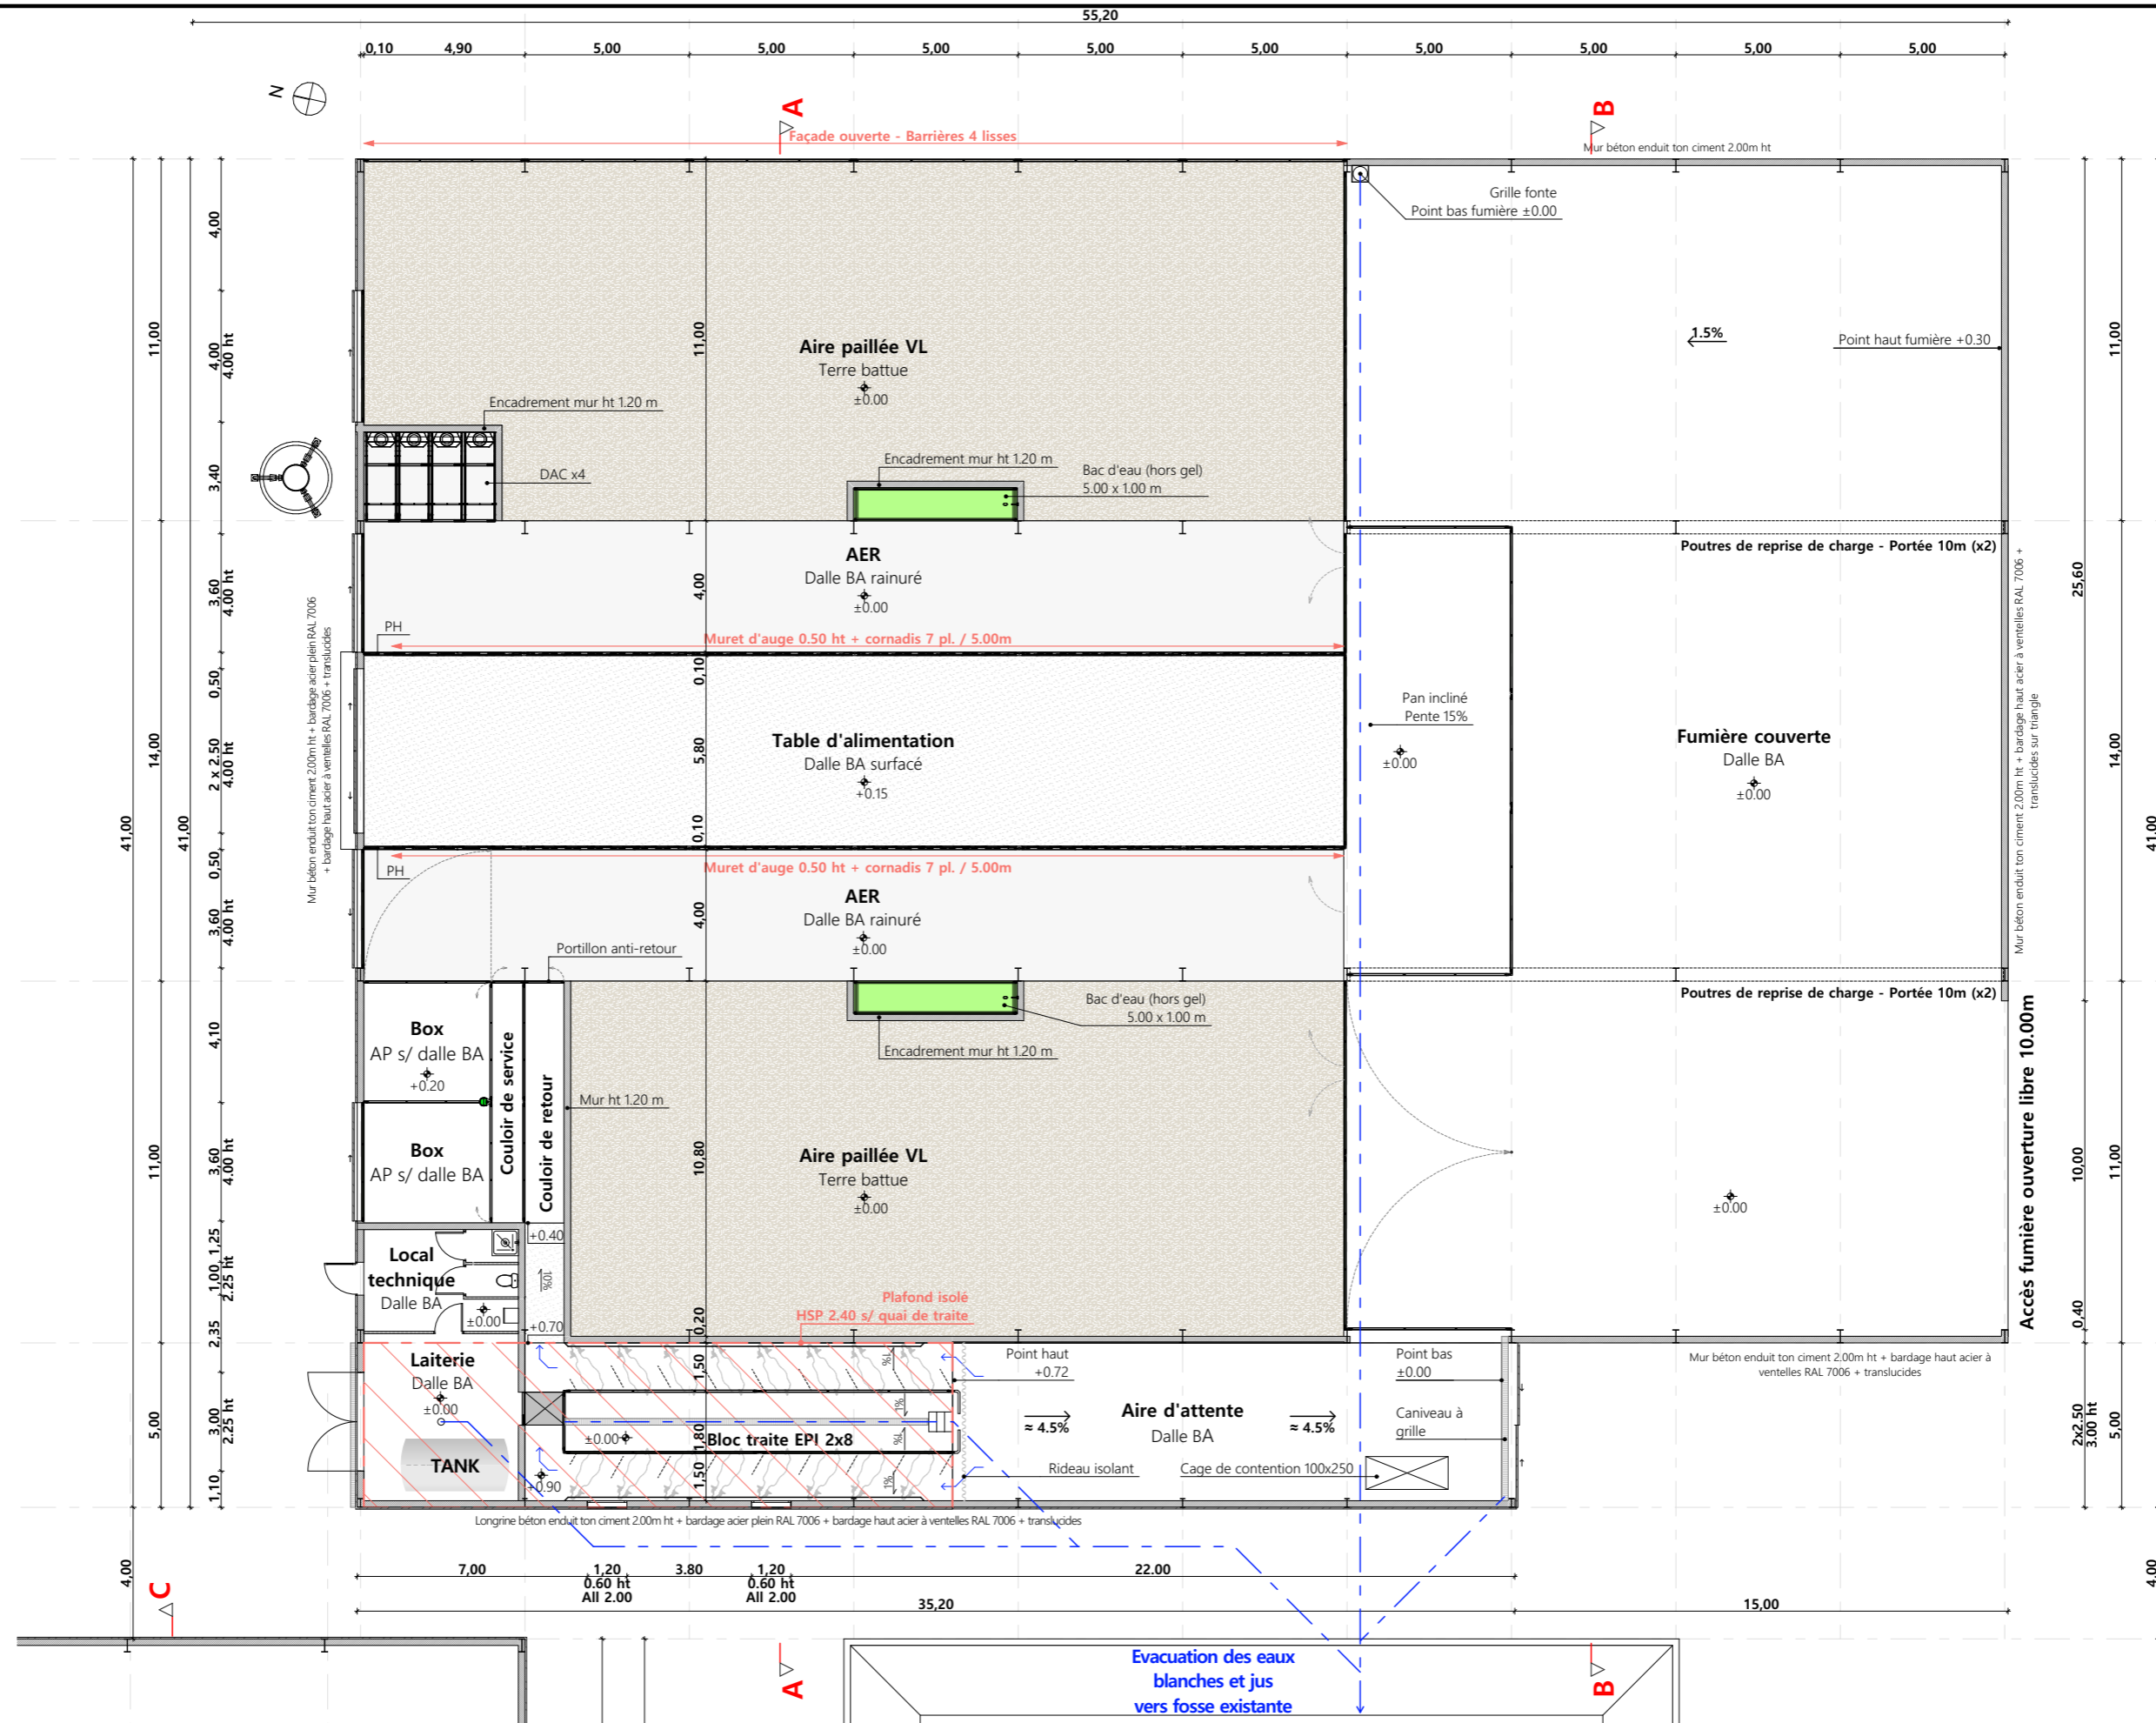 55,20
0,10
4,90
5,00
5,00
5,00
5,00
5,00
5,00
5,00
5,00
5,00
N
A
B
Façade ouverte - Barrières 4 lisses
Mur béton enduit ton ciment 2.00m ht
Grille fonte
Point bas fumière ±0.00
4,00
11,00
4,00
4.00 ht
11,00
Aire paillée VL
Terre battue
±0.00
1.5%
Point haut fumière +0.30
11,00
Encadrement mur ht 1.20 m
DAC x4
3,40
Encadrement mur ht 1.20 m
Bac d'eau (hors gel)
5.00 x 1.00 m
AER
Dalle BA rainuré
±0.00
4,00
3,60
4.00 ht
Poutres de reprise de charge - Portée 10m (x2)
25,60
PH
Muret d'auge 0.50 ht + cornadis 7 pl. / 5.00m
0,10
0,50
Mur béton enduit ton ciment 2.00m ht + bardage acier plein RAL 7006
+ bardage haut acier à ventelles RAL 7006 + translucides
Mur béton enduit ton ciment 2.00m ht + bardage haut acier à ventelles RAL 7006 +
translucides sur triangle
Pan incliné
Pente 15%
±0.00
Table d'alimentation
Dalle BA surfacé
+0.15
5,80
Fumière couverte
Dalle BA
±0.00
14,00
2 x 2.50
4.00 ht
14,00
41,00
41,00
41,00
0,10
0,50
PH
Muret d'auge 0.50 ht + cornadis 7 pl. / 5.00m
AER
Dalle BA rainuré
±0.00
4,00
3,60
4.00 ht
Portillon anti-retour
Poutres de reprise de charge - Portée 10m (x2)
Bac d'eau (hors gel)
5.00 x 1.00 m
Encadrement mur ht 1.20 m
Box
AP s/ dalle BA
+0.20
4,10
Couloir de service
Couloir de retour
Mur ht 1.20 m
Box
AP s/ dalle BA
11,00
3,60
4.00 ht
10,80
Aire paillée VL
Terre battue
±0.00
±0.00
Accès fumière ouverture libre 10.00m
10,00
11,00
+0.40
10%
+0.70
1,25
1,00
2.25 ht
Local
technique
Dalle BA
±0.00
Plafond isolé
HSP 2.40 s/ quai de traite
0,20
0,40
2,35
Laiterie
Dalle BA
±0.00
TANK
5,00
3,00
2.25 ht
1,10
1,50
1%
1%
1%
1%
±0.00
Bloc traite EPI 2x8
1,80
1,50
+0.90
Point haut
+0.72
≈ 4.5%
Aire d'attente
Dalle BA
≈ 4.5%
Point bas
±0.00
Caniveau à
grille
Rideau isolant
Cage de contention 100x250
Mur béton enduit ton ciment 2.00m ht + bardage haut acier à
ventelles RAL 7006 + translucides
2x2.50
3.00 ht
5,00
Longrine béton enduit ton ciment 2.00m ht + bardage acier plein RAL 7006 + bardage haut acier à ventelles RAL 7006 + translucides
4,00
C
7,00
1,20
0.60 ht
All 2.00
3.80
1,20
0.60 ht
All 2.00
22.00
4,00
35,20
15,00
A
Evacuation des eaux
blanches et jus
vers fosse existante
B